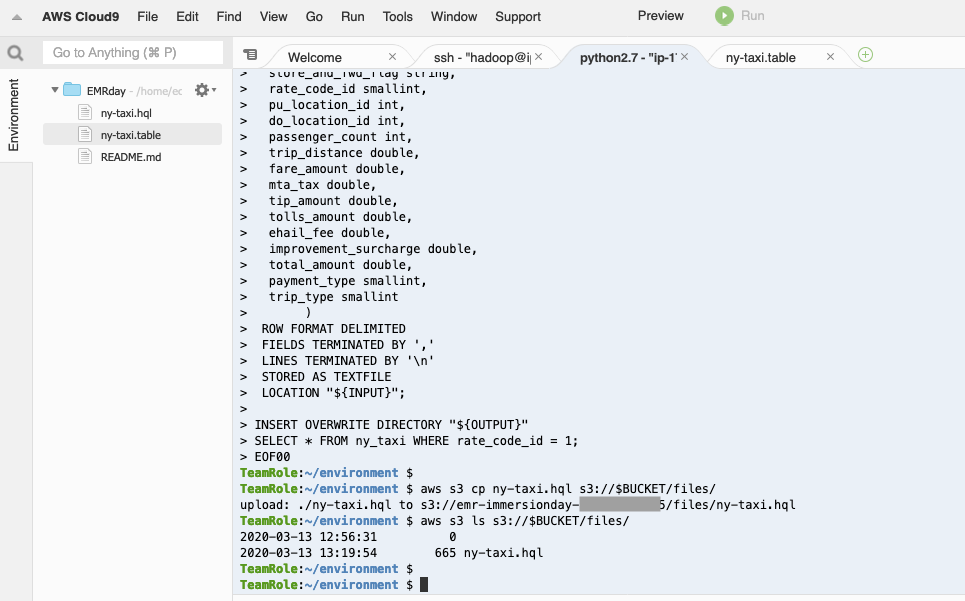 AWS Cloud9 File Edit Find View Go Run Tools Window Support Preview Run
Go to Anything (⌘ P)
Welcome
ssh - "hadoop@ip
python2.7 - "ip-1
ny-taxi.table
Environment
EMRday - /home/ec
ny-taxi.hql
ny-taxi.table
README.md
> store_and_fwd_flag string,
> rate_code_id smallint,
> pu_location_id int,
> do_location_id int,
> passenger_count int,
> trip_distance double,
> fare_amount double,
> mta_tax double,
> tip_amount double,
> tolls_amount double,
> ehail_fee double,
> improvement_surcharge double,
> total_amount double,
> payment_type smallint,
> trip_type smallint
> )
> ROW FORMAT DELIMITED
> FIELDS TERMINATED BY ','
> LINES TERMINATED BY '\n'
> STORED AS TEXTFILE
> LOCATION "${INPUT}";
>
> INSERT OVERWRITE DIRECTORY "${OUTPUT}"
> SELECT * FROM ny_taxi WHERE rate_code_id = 1;
> EOF00
TeamRole:~/environment $
TeamRole:~/environment $ aws s3 cp ny-taxi.hql s3://$BUCKET/files/
upload: ./ny-taxi.hql to s3://emr-immersionday-5/files/ny-taxi.hql
TeamRole:~/environment $ aws s3 ls s3://$BUCKET/files/
2020-03-13 12:56:31 0
2020-03-13 13:19:54 665 ny-taxi.hql
TeamRole:~/environment $
TeamRole:~/environment $